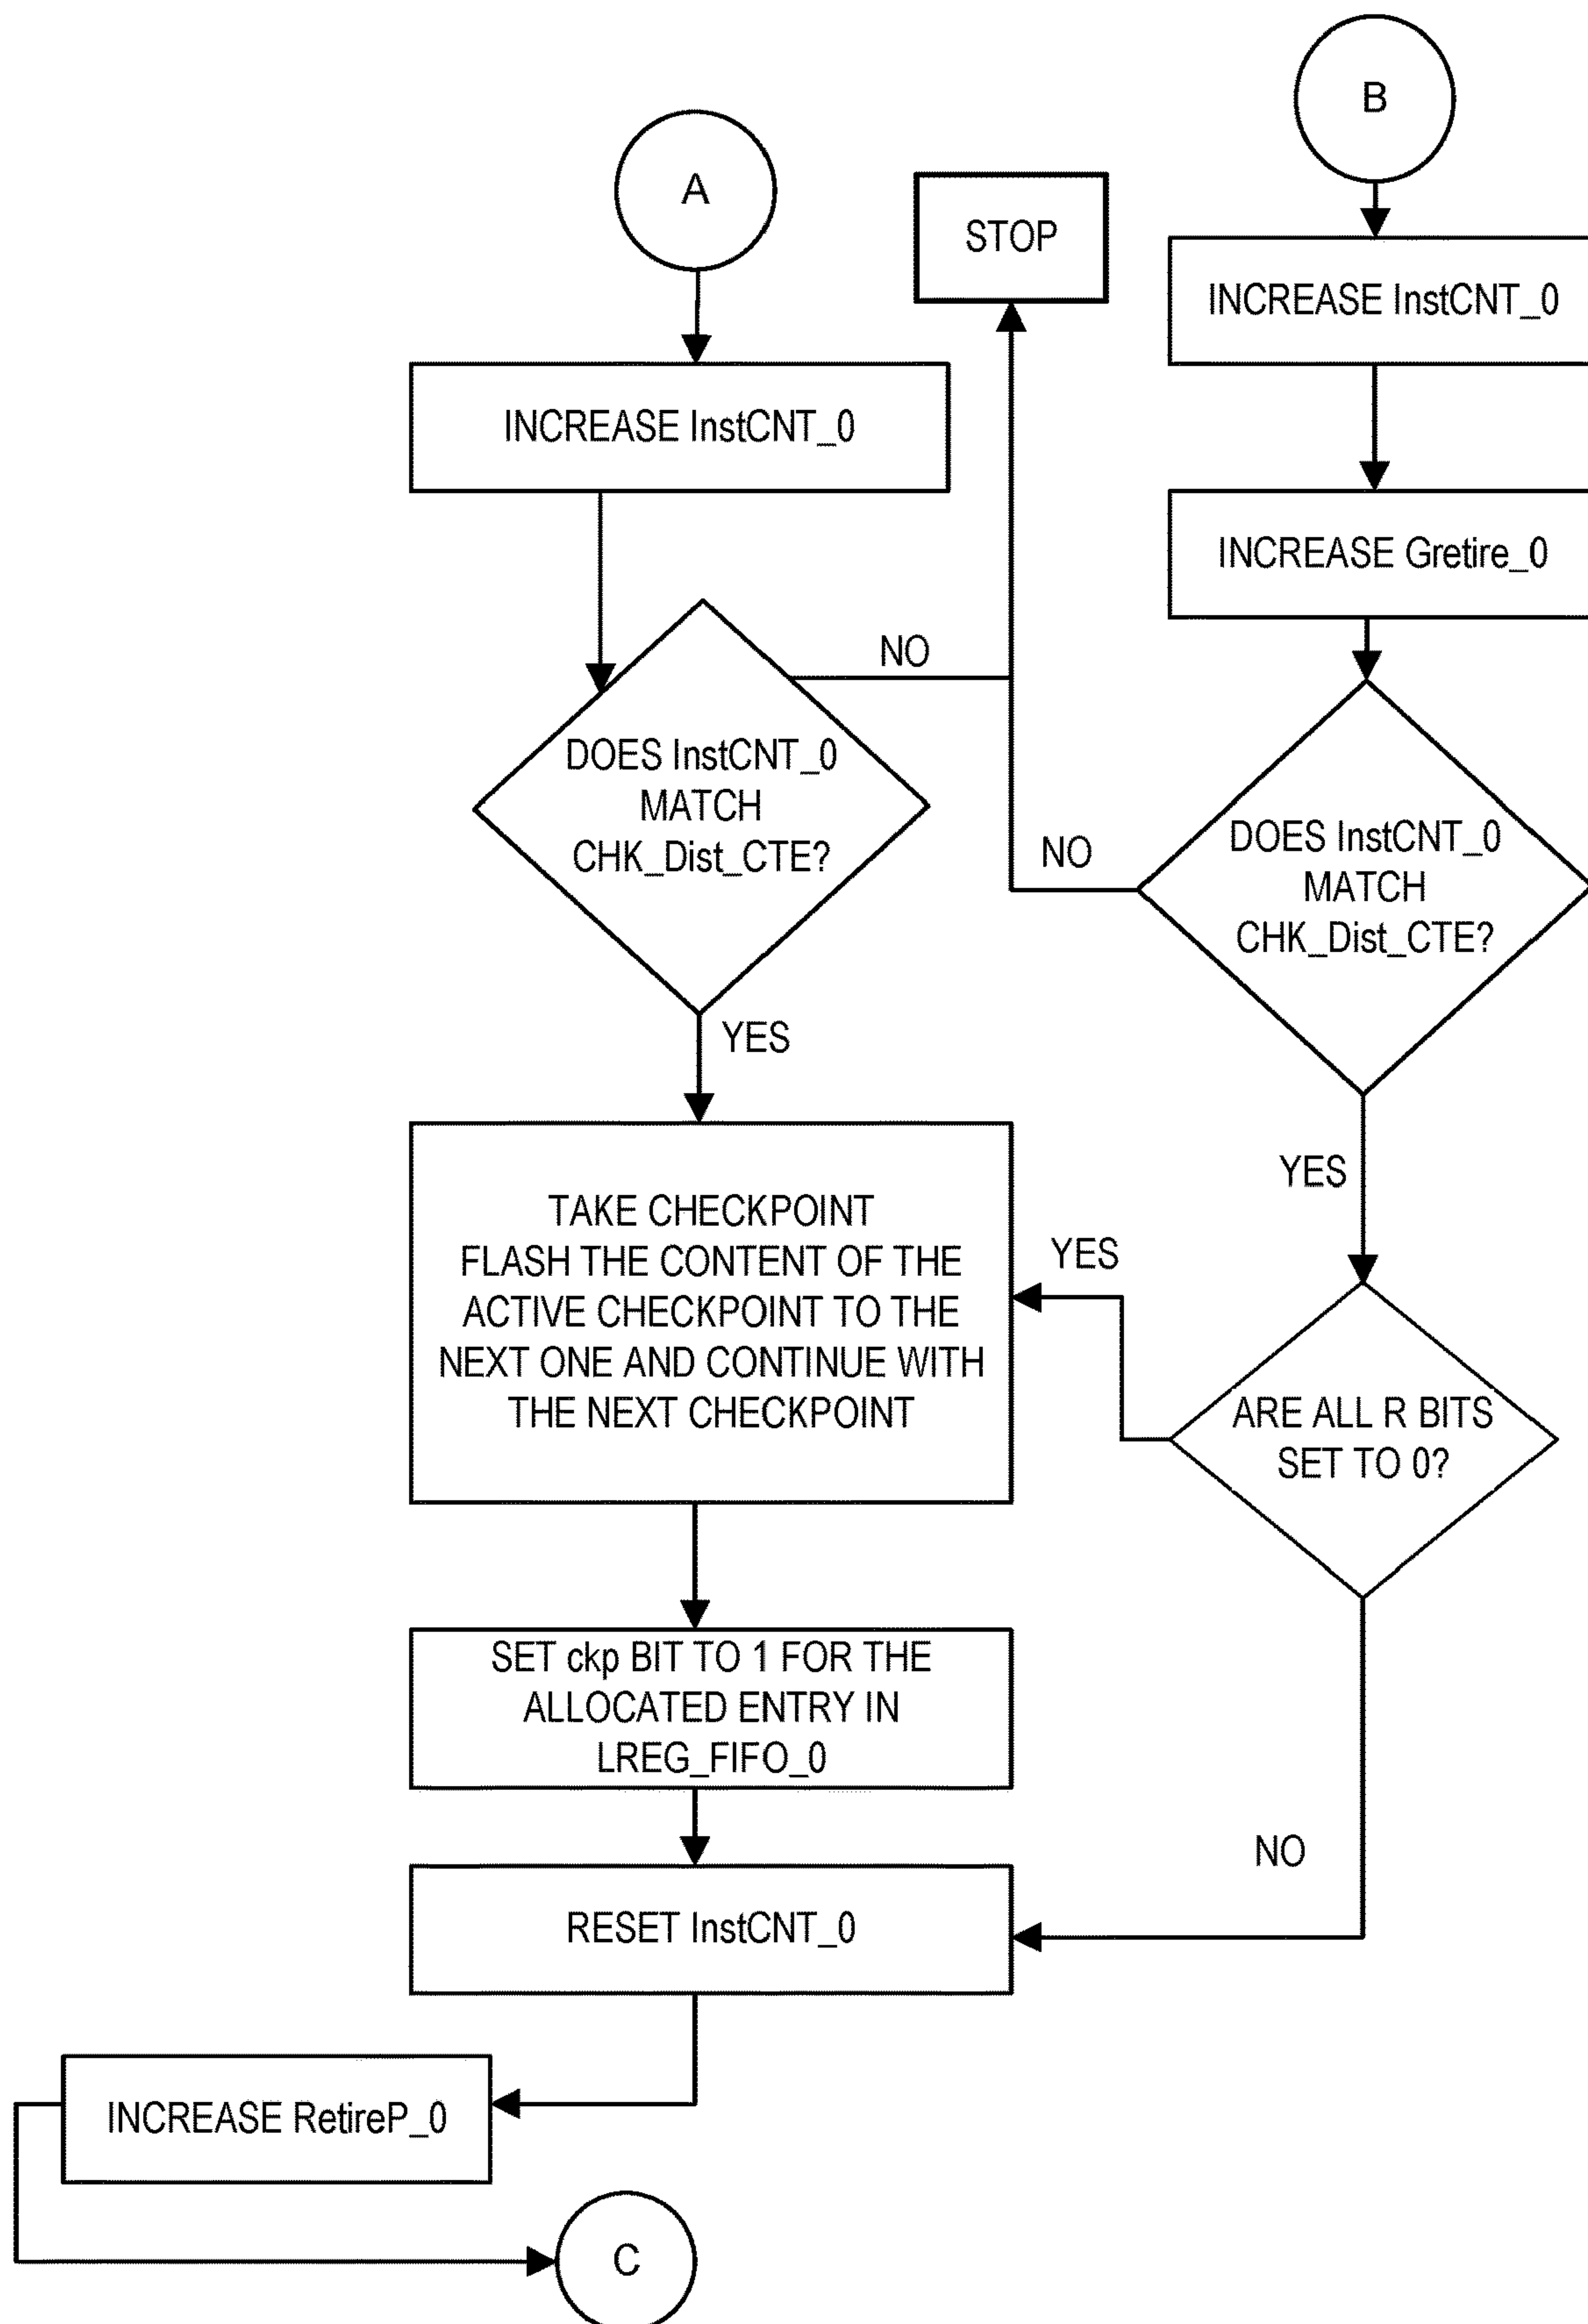 B
A
STOP
INCREASE InstCNT_0
INCREASE InstCNT_0
INCREASE Gretire_0
NO
DOES InstCNT_0
MATCH
CHK_Dist_CTE?
NO
DOES InstCNT_0
MATCH
CHK_Dist_CTE?
YES
YES
TAKE CHECKPOINT
FLASH THE CONTENT OF THE
ACTIVE CHECKPOINT TO THE
NEXT ONE AND CONTINUE WITH
THE NEXT CHECKPOINT
YES
ARE ALL R BITS
SET TO 0?
SET ckp BIT TO 1 FOR THE
ALLOCATED ENTRY IN
LREG_FIFO_0
NO
RESET InstCNT_0
INCREASE RetireP_0
C